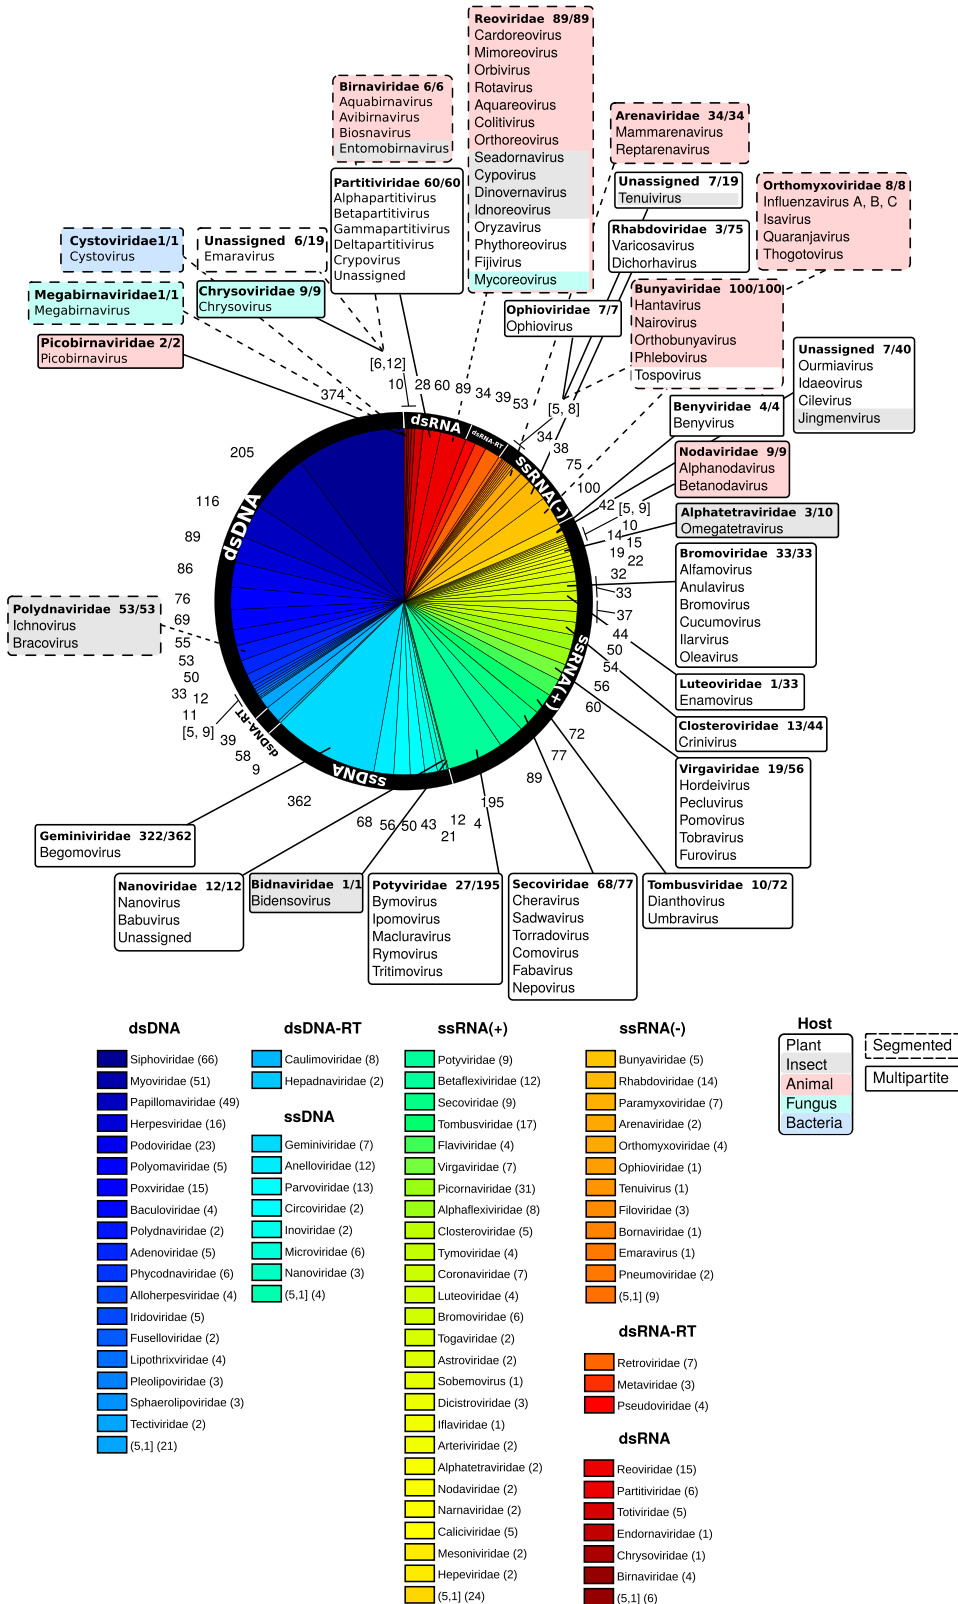 Reoviridae 89/89
Cardoreovirus
Mimoreovirus
Orbivirus
Rotavirus
Aquareovirus
Colitivirus
Orthoreovirus
Seadornavirus
Cypovirus
Dinovernavirus
Idnoreovirus
Oryzavirus
Phythoreovirus
Fijivirus
Mycoreovirus
Birnaviridae 6/6
Aquabirnavirus
Avibirnavirus
Biosnavirus
Entomobirnavirus
Arenaviridae 34/34
Mammarenavirus
Reptarenavirus
Partitiviridae 60/60
Alphapartitivirus
Betapartitivirus
Gammapartitivirus
Deltapartitivirus
Crypovirus
Unassigned
Unassigned 7/19
Tenuivirus
Orthomyxoviridae 8/8
Influenzavirus A, B, C
Isavirus
Quaranjavirus
Thogotovirus
Cystoviridae1/1
Cystovirus
Unassigned 6/19
Emaravirus
Rhabdoviridae 3/75
Varicosavirus
Dichorhavirus
Megabirnaviridae1/1
Megabirnavirus
Chrysoviridae 9/9
Chrysovirus
Bunyaviridae 100/100
Hantavirus
Nairovirus
Orthobunyavirus
Phlebovirus
Tospovirus
Ophioviridae 7/7
Ophiovirus
Picobirnaviridae 2/2
Picobirnavirus
Unassigned 7/40
Ourmiavirus
Idaeovirus
Cilevirus
Jingmenvirus
Benyviridae 4/4
Benyvirus
Nodaviridae 9/9
Alphanodavirus
Betanodavirus
Alphatetraviridae 3/10
Omegatetravirus
Bromoviridae 33/33
Alfamovirus
Anulavirus
Bromovirus
Cucumovirus
Ilarvirus
Oleavirus
Polydnaviridae 53/53
Ichnovirus
Bracovirus
Luteoviridae 1/33
Enamovirus
Closteroviridae 13/44
Crinivirus
Virgaviridae 19/56
Hordeivirus
Pecluvirus
Pomovirus
Tobravirus
Furovirus
Geminiviridae 322/362
Begomovirus
Nanoviridae 12/12
Nanovirus
Babuvirus
Unassigned
Bidnaviridae 1/1
Bidensovirus
Potyviridae 27/195
Bymovirus
Ipomovirus
Macluravirus
Rymovirus
Tritimovirus
Secoviridae 68/77
Cheravirus
Sadwavirus
Torradovirus
Comovirus
Fabavirus
Nepovirus
Tombusviridae 10/72
Dianthovirus
Umbravirus
[6,12]
10
28
60
89
34
39
53
[5, 8]
34
38
75
100
42
[5, 9]
10
14
15
19
22
32
33
37
44
50
54
56
60
72
77
89
195
4
12
21
43
50
56
68
362
9
58
39
[5, 9]
11
12
33
50
53
55
69
76
86
89
116
205
374
dsRNA
dsRNA-RT
ssRNA(-)
ssRNA(+)
ssDNA
dsDNA-RT
dsDNA
dsDNA
Siphoviridae (66)
Myoviridae (51)
Papillomaviridae (49)
Herpesviridae (16)
Podoviridae (23)
Polyomaviridae (5)
Poxviridae (15)
Baculoviridae (4)
Polydnaviridae (2)
Adenoviridae (5)
Phycodnaviridae (6)
Alloherpesviridae (4)
Iridoviridae (5)
Fuselloviridae (2)
Lipothrixviridae (4)
Pleolipoviridae (3)
Sphaerolipoviridae (3)
Tectiviridae (2)
(5,1] (21)
dsDNA-RT
Caulimoviridae (8)
Hepadnaviridae (2)
ssDNA
Geminiviridae (7)
Anelloviridae (12)
Parvoviridae (13)
Circoviridae (2)
Inoviridae (2)
Microviridae (6)
Nanoviridae (3)
(5,1] (4)
ssRNA(+)
Potyviridae (9)
Betaflexiviridae (12)
Secoviridae (9)
Tombusviridae (17)
Flaviviridae (4)
Virgaviridae (7)
Picornaviridae (31)
Alphaflexiviridae (8)
Closteroviridae (5)
Tymoviridae (4)
Coronaviridae (7)
Luteoviridae (4)
Bromoviridae (6)
Togaviridae (2)
Astroviridae (2)
Sobemovirus (1)
Dicistroviridae (3)
Iflaviridae (1)
Arteriviridae (2)
Alphatetraviridae (2)
Nodaviridae (2)
Narnaviridae (2)
Caliciviridae (5)
Mesoniviridae (2)
Hepeviridae (2)
(5,1] (24)
ssRNA(-)
Bunyaviridae (5)
Rhabdoviridae (14)
Paramyxoviridae (7)
Arenaviridae (2)
Orthomyxoviridae (4)
Ophioviridae (1)
Tenuivirus (1)
Filoviridae (3)
Bornaviridae (1)
Emaravirus (1)
Pneumoviridae (2)
(5,1] (9)
dsRNA-RT
Retroviridae (7)
Metaviridae (3)
Pseudoviridae (4)
dsRNA
Reoviridae (15)
Partitiviridae (6)
Totiviridae (5)
Endornaviridae (1)
Chrysoviridae (1)
Birnaviridae (4)
(5,1] (6)
Host
Plant
Insect
Animal
Fungus
Bacteria
Segmented
Multipartite